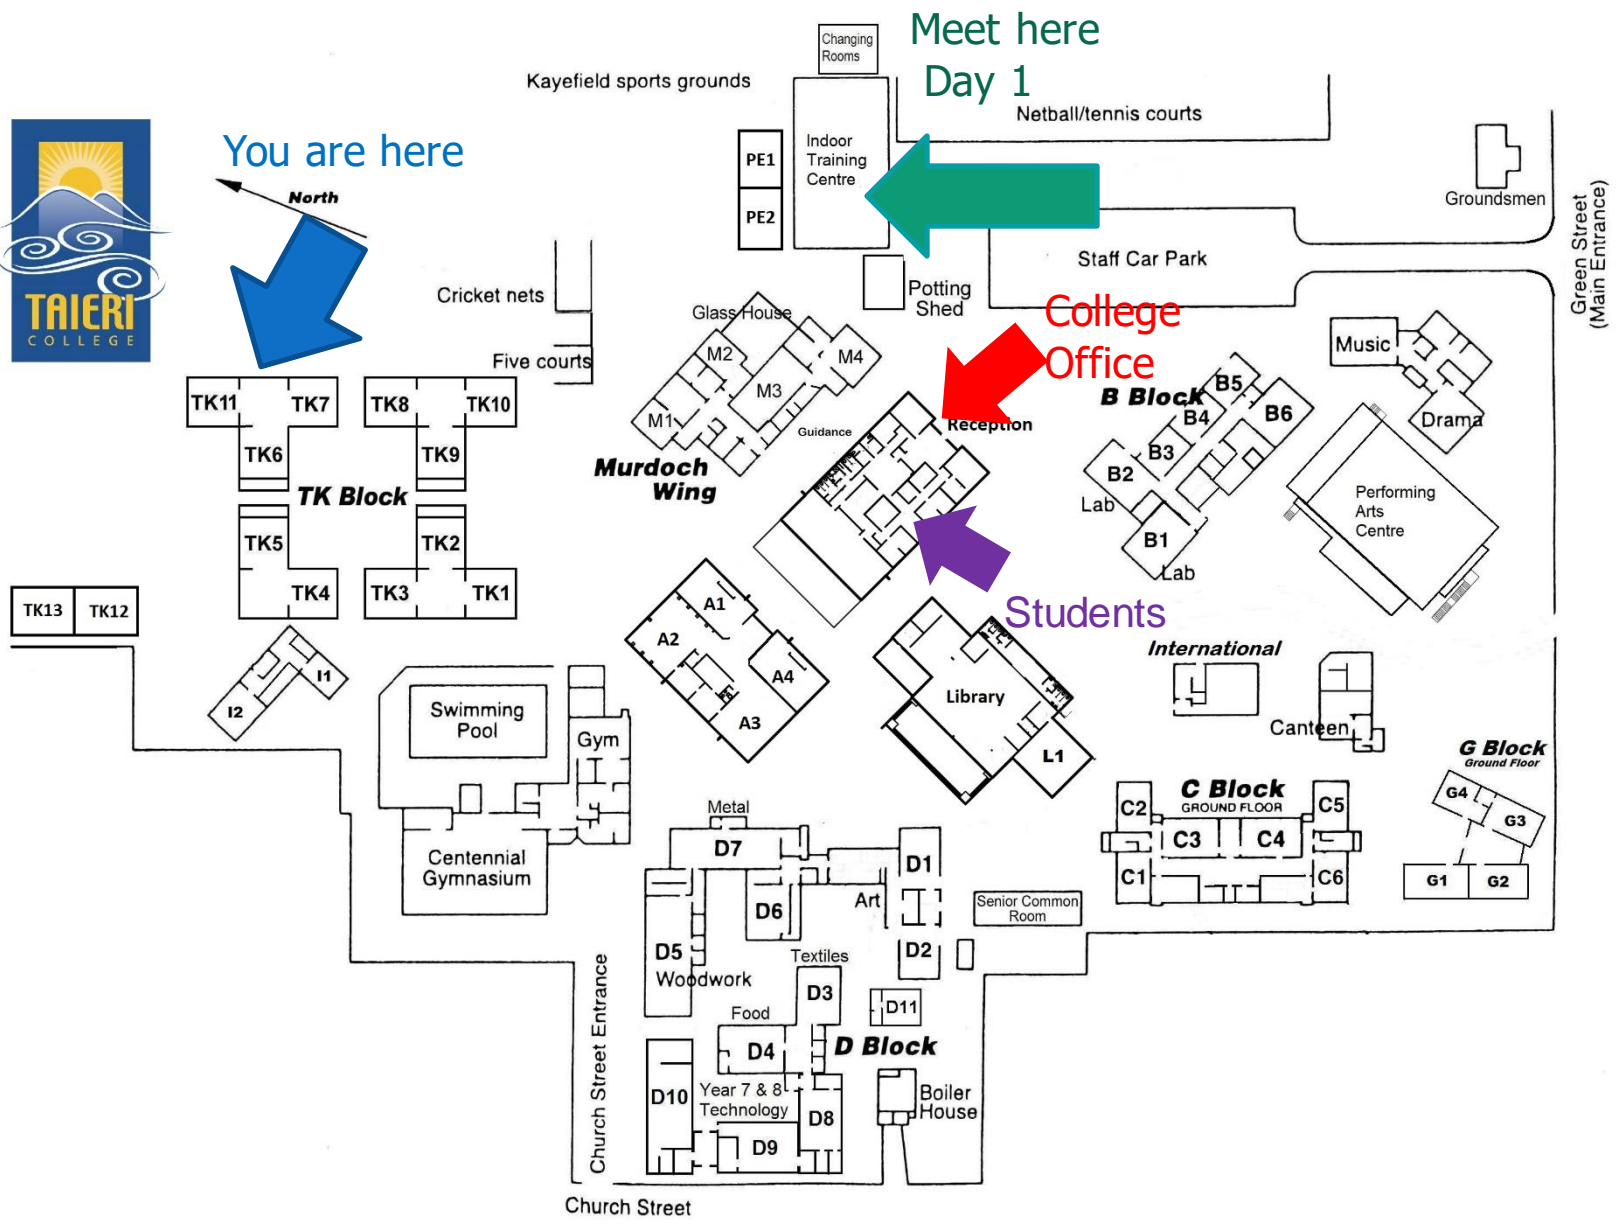 Meet here
Day 1
Changing
Rooms
Kayefield sports grounds
Netball/tennis courts
You are here
North
TAIERI
COLLEGE
PE1
PE2
Indoor
Training
Centre
Groundsmen
Green Street
(Main Entrance)
Staff Car Park
Cricket nets
Potting
Shed
College
Office
Glass House
Five courts
M2
M4
M3
M1
Music
Drama
B Block
B5
B4
B6
B3
B2
Lab
B1
Lab
TK11
TK7
TK8
TK10
TK6
TK9
TK Block
TK5
TK2
TK4
TK3
TK1
TK13
TK12
Guidance
Reception
Murdoch
Wing
Performing
Arts
Centre
Students
A1
A2
A4
A3
I1
I2
Swimming
Pool
Gym
Library
L1
International
Canteen
G Block
Ground Floor
G4
G3
G1
G2
C Block
GROUND FLOOR
C2
C5
C3
C4
C1
C6
Metal
D7
D1
Centennial
Gymnasium
D6
Art
Senior Common
Room
D5
Woodwork
D2
Textiles
D3
D11
Food
D4
D Block
Church Street Entrance
D10
Year 7 & 8
Technology
D8
D9
Boiler
House
Church Street